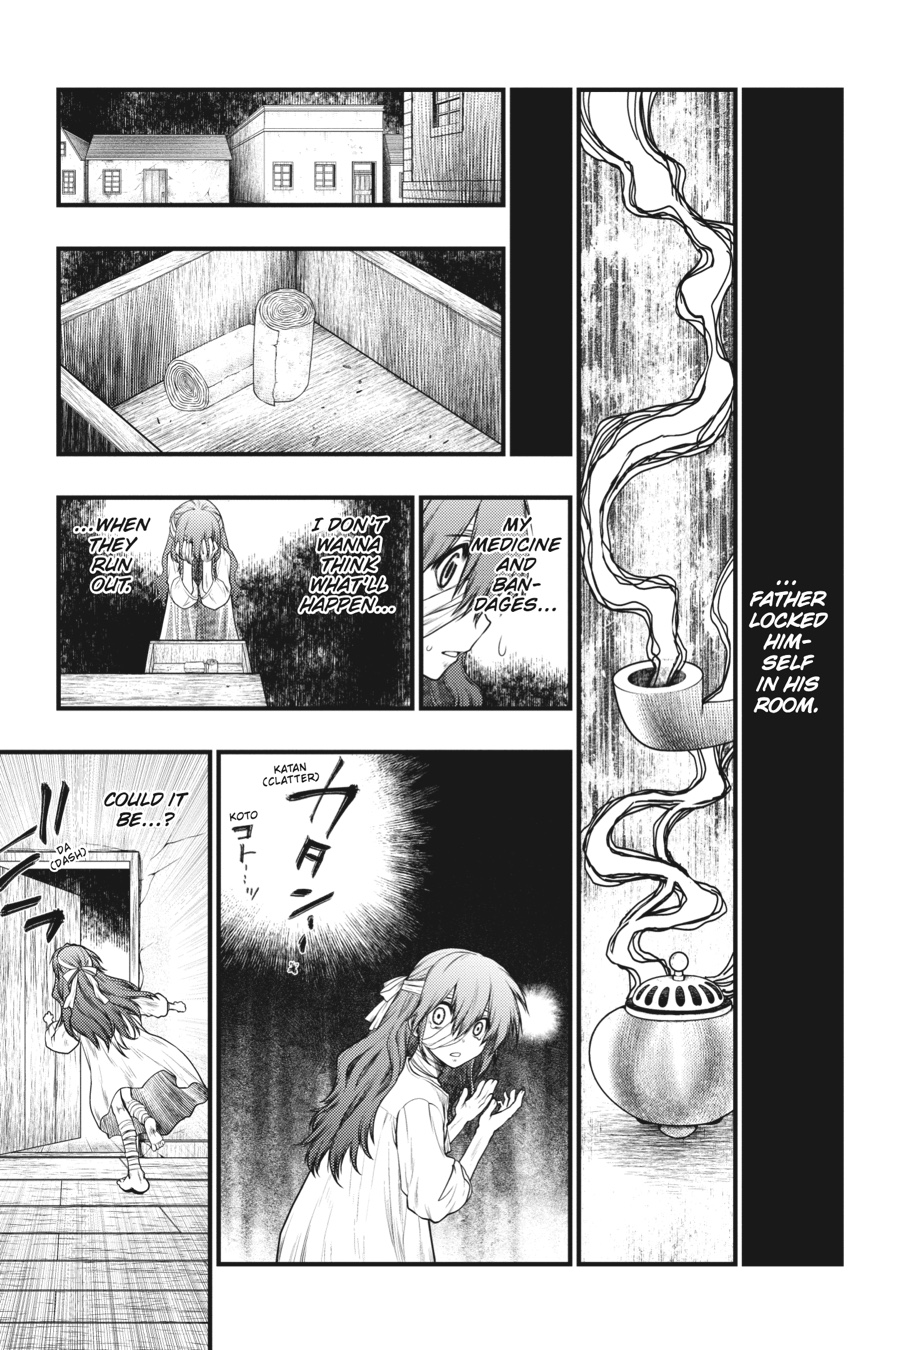 ...
FATHER
LOCKED
HIM-
SELF
IN HIS
ROOM.
MY
MEDICINE
AND
BAN-
DAGES...
I DON'T
WANNA
THINK
WHAT'LL
HAPPEN...
...WHEN
THEY
RUN
OUT.
カタン…
KATAN
(CLATTER)
コト…
KOTO
COULD IT
BE...?
ダッ
DA
(DASH)